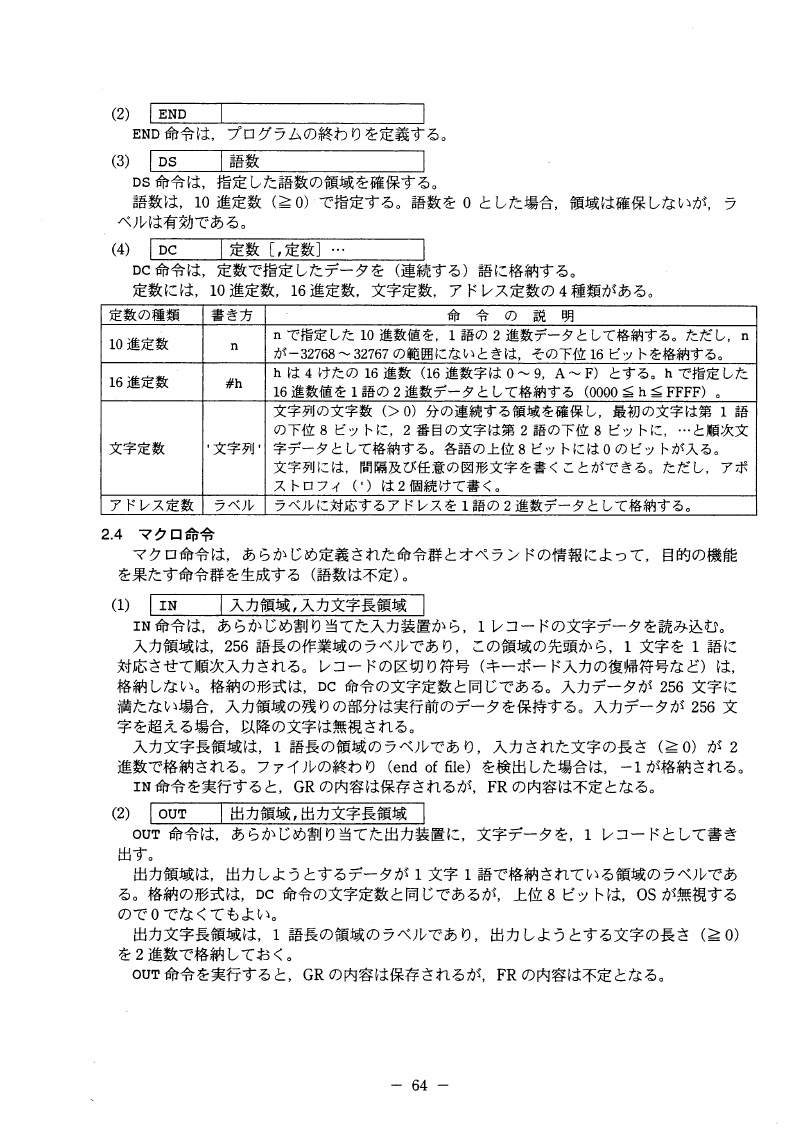 (2) END
END 命令は，プログラムの終わりを定義する。
(3) DS 語数
DS 命令は，指定した語数の領域を確保する。
語数は，10 進定数（≧0）で指定する。語数を 0 とした場合，領域は確保しないが，ラ
ベルは有効である。
(4) DC 定数［,定数］…
DC 命令は，定数で指定したデータを（連続する）語に格納する。
定数には，10 進定数，16 進定数，文字定数，アドレス定数の 4 種類がある。
定数の種類 書き方 命 令 の 説 明
10 進定数 n n で指定した 10 進数値を，1 語の 2 進数データとして格納する。ただし，n
が－32768 ～ 32767 の範囲にないときは，その下位 16 ビットを格納する。
16 進定数 #h h は 4 けたの 16 進数（16 進数字は 0 ～ 9，A ～ F）とする。h で指定した
16 進数値を 1 語の 2 進数データとして格納する（0000 ≦ h ≦ FFFF）。
文字定数 '文字列' 文字列の文字数（＞0）分の連続する領域を確保し，最初の文字は第 1 語
の下位 8 ビットに，2 番目の文字は第 2 語の下位 8 ビットに，…と順次文
字データとして格納する。各語の上位 8 ビットには 0 のビットが入る。
文字列には，間隔及び任意の図形文字を書くことができる。ただし，アポ
ストロフィ（'）は 2 個続けて書く。
アドレス定数 ラベル ラベルに対応するアドレスを 1 語の 2 進数データとして格納する。
2.4 マクロ命令
マクロ命令は，あらかじめ定義された命令群とオペランドの情報によって，目的の機能
を果たす命令群を生成する（語数は不定）。
(1) IN 入力領域,入力文字長領域
IN 命令は，あらかじめ割り当てた入力装置から，1 レコードの文字データを読み込む。
入力領域は，256 語長の作業域のラベルであり，この領域の先頭から，1 文字を 1 語に
対応させて順次入力される。レコードの区切り符号（キーボード入力の復帰符号など）は，
格納しない。格納の形式は，DC 命令の文字定数と同じである。入力データが 256 文字に
満たない場合，入力領域の残りの部分は実行前のデータを保持する。入力データが 256 文
字を超える場合，以降の文字は無視される。
入力文字長領域は，1 語長の領域のラベルであり，入力された文字の長さ（≧0）が 2
進数で格納される。ファイルの終わり（end of file）を検出した場合は，－1 が格納される。
IN 命令を実行すると，GR の内容は保存されるが，FR の内容は不定となる。
(2) OUT 出力領域,出力文字長領域
OUT 命令は，あらかじめ割り当てた出力装置に，文字データを，1 レコードとして書き
出す。
出力領域は，出力しようとするデータが 1 文字 1 語で格納されている領域のラベルであ
る。格納の形式は，DC 命令の文字定数と同じであるが，上位 8 ビットは，OS が無視する
ので 0 でなくてもよい。
出力文字長領域は，1 語長の領域のラベルであり，出力しようとする文字の長さ（≧0）
を 2 進数で格納しておく。
OUT 命令を実行すると，GR の内容は保存されるが，FR の内容は不定となる。
－ 64 －